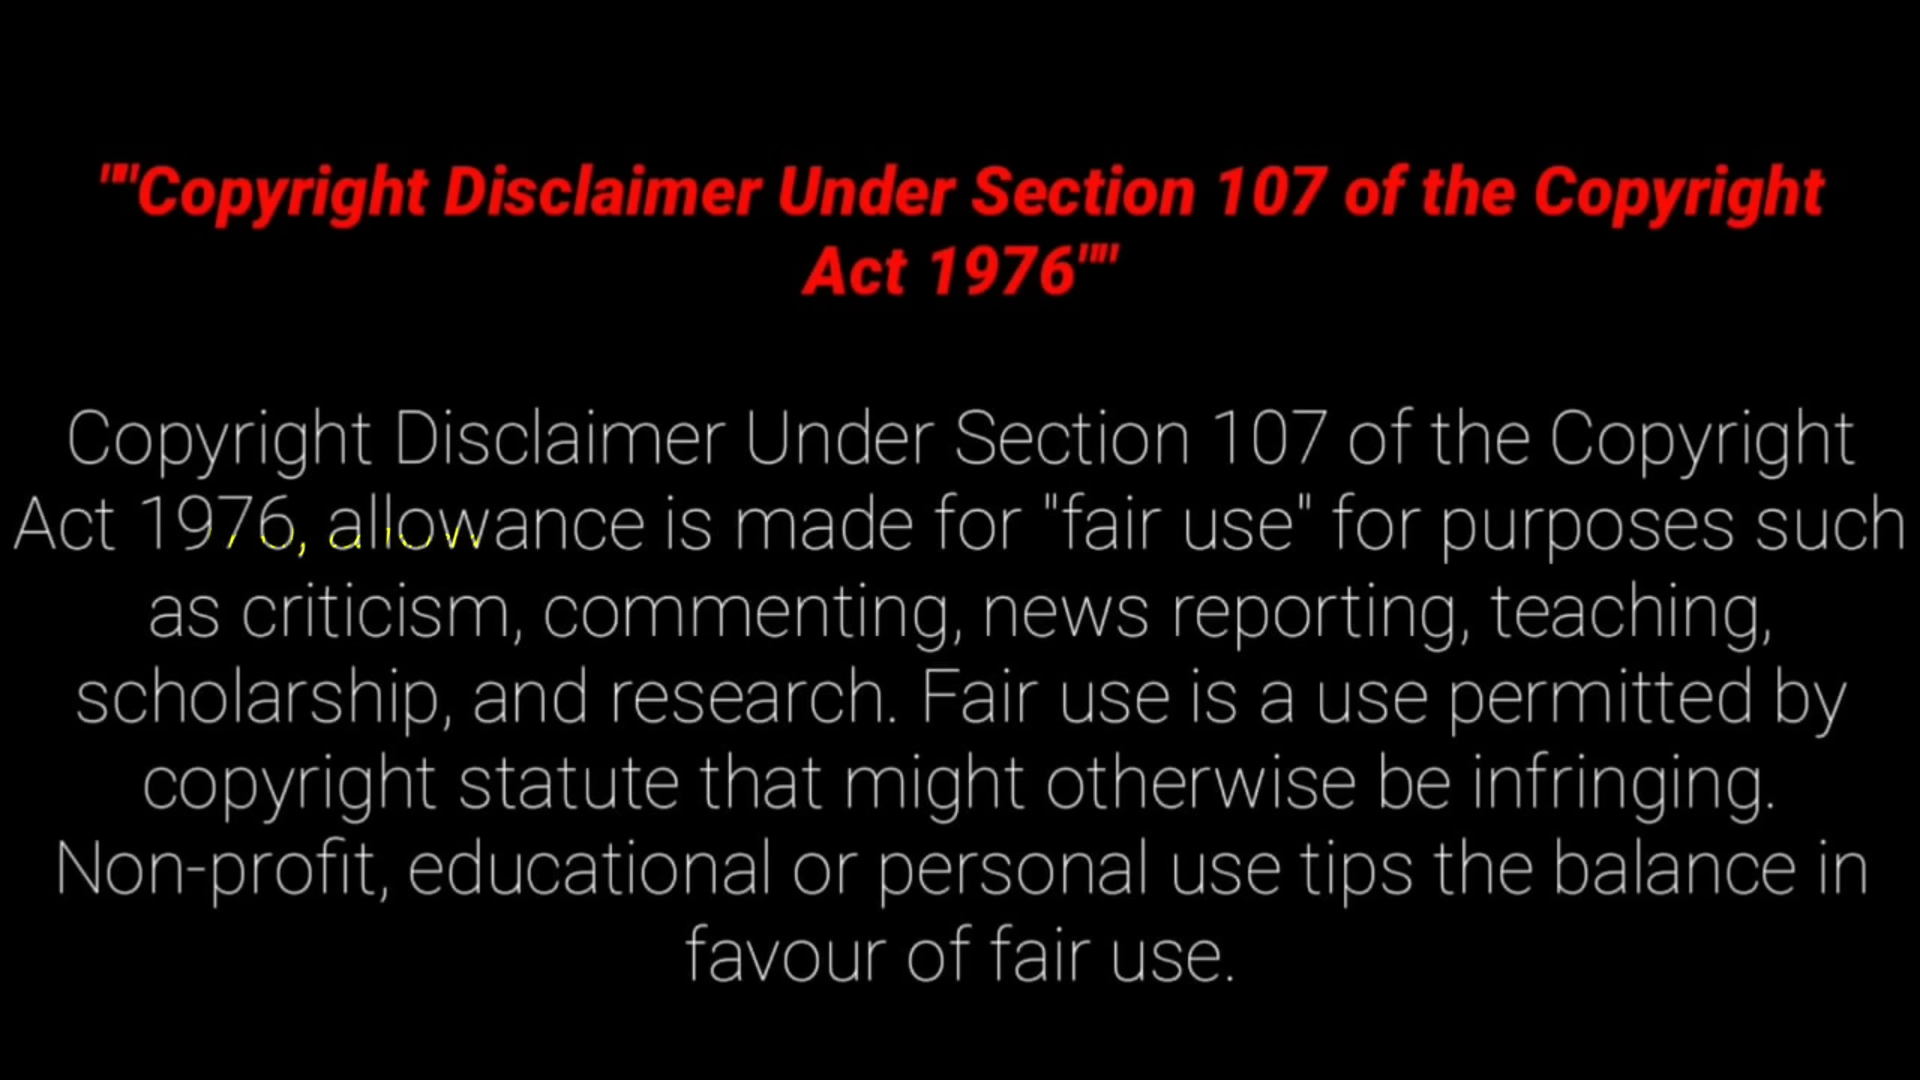 ""Copyright Disclaimer Under Section 107 of the Copyright
Act 1976""
Copyright Disclaimer Under Section 107 of the Copyright
Act 1976, allowance is made for "fair use" for purposes such
as criticism, commenting, news reporting, teaching,
scholarship, and research. Fair use is a use permitted by
copyright statute that might otherwise be infringing.
Non-profit, educational or personal use tips the balance in
favour of fair use.